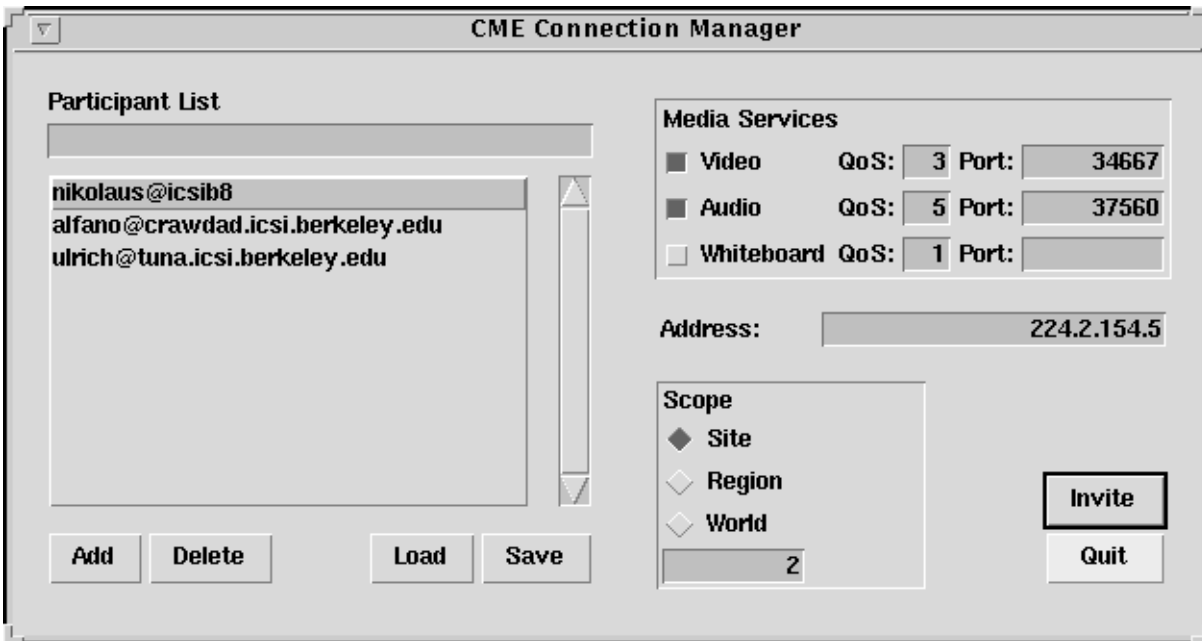 CME Connection Manager
Participant List
nikolaus@icsib8
alfano@crawdad.icsi.berkeley.edu
ulrich@tuna.icsi.berkeley.edu
Add Delete Load Save
Media Services
Video QoS: 3 Port: 34667
Audio QoS: 5 Port: 37560
Whiteboard QoS: 1 Port:
Address: 224.2.154.5
Scope
Site
Region
World
2
Invite
Quit